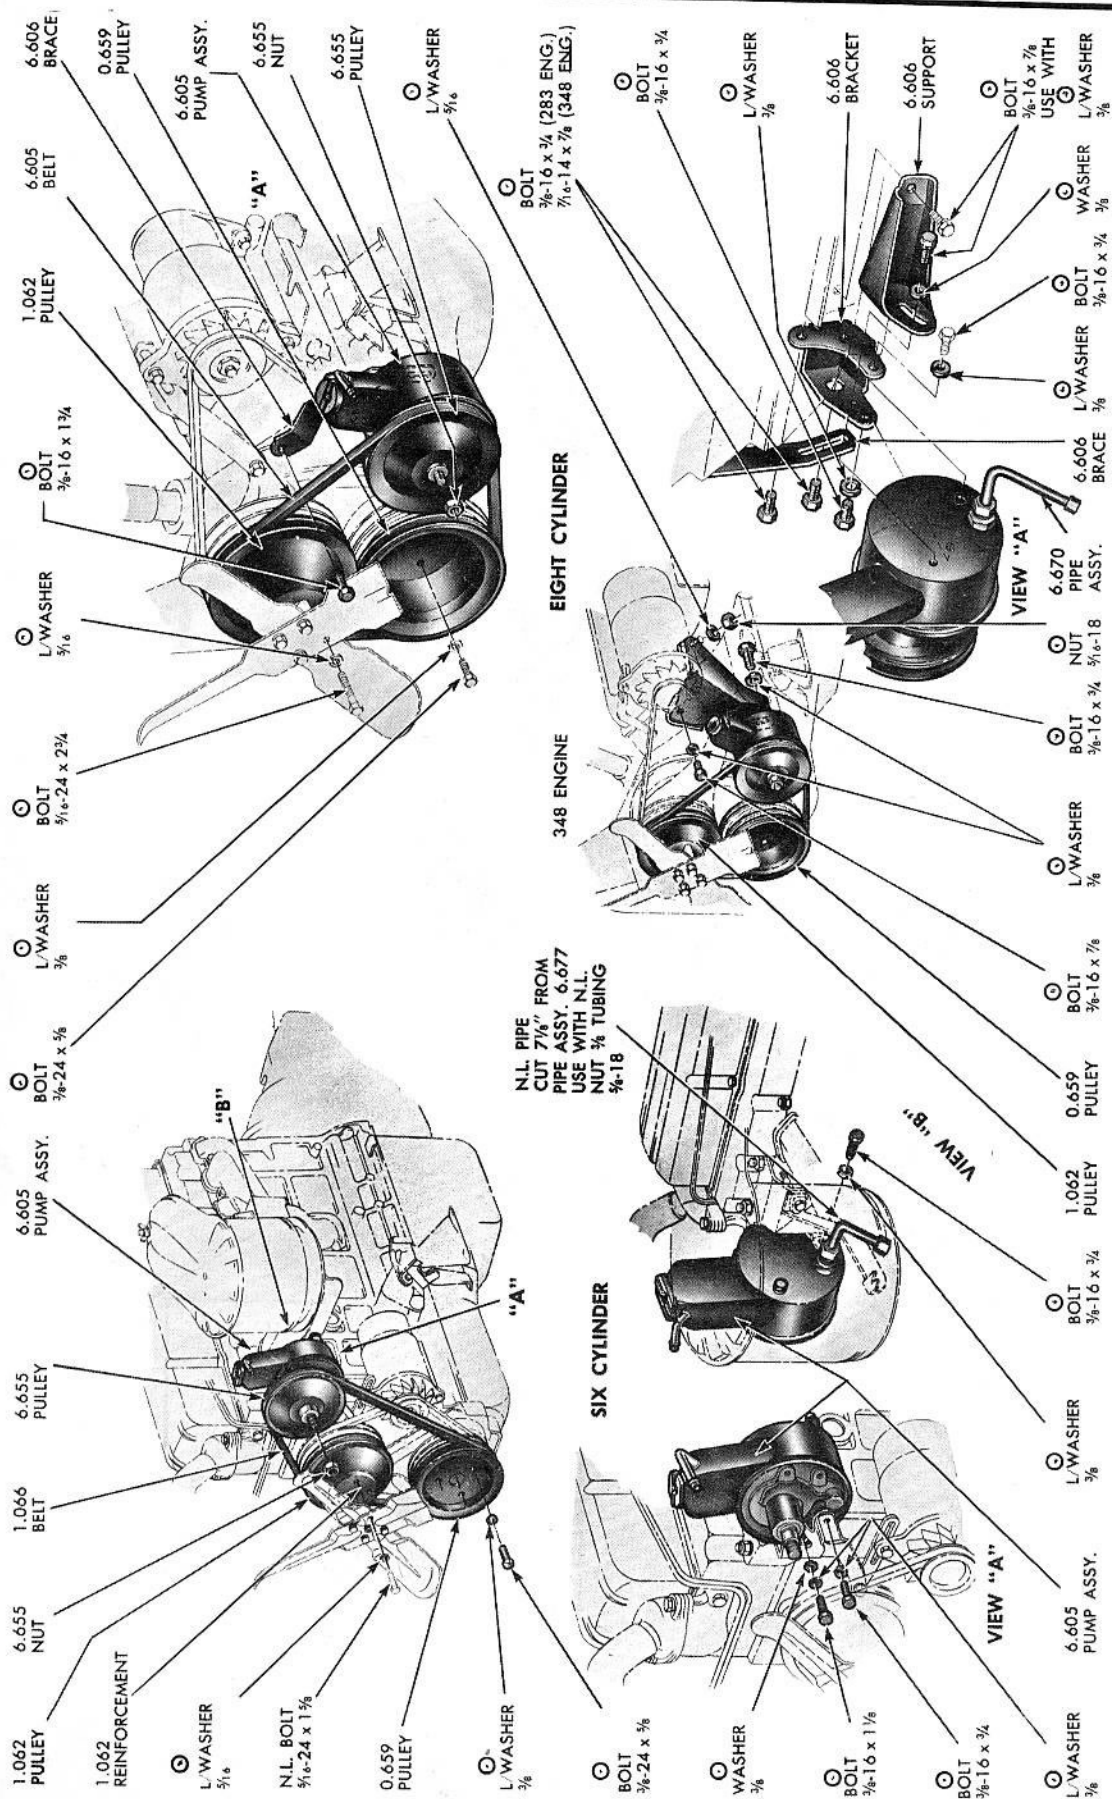 1.062
PULLEY
6.655
NUT
1.066
BELT
6.655
PULLEY
6.605
PUMP ASSY.
BOLT
3/8-24 x 5/8
L/WASHER
3/8
BOLT
5/16-24 x 2 3/4
L/WASHER
5/16
BOLT
3/8-16 x 1 3/4
1.062
PULLEY
6.605
BELT
6.606
BRACE
0.659
PULLEY
6.605
PUMP ASSY.
6.655
NUT
6.655
PULLEY
L/WASHER
5/16
"A"
"B"
"A"
1.062
REINFORCEMENT
L/WASHER
5/16
N.L. BOLT
5/16-24 x 1 5/8
0.659
PULLEY
L/WASHER
3/8
BOLT
3/8-24 x 5/8
WASHER
3/8
BOLT
3/8-16 x 1 1/8
BOLT
3/8-16 x 3/4
L/WASHER
3/8
SIX CYLINDER
N.L. PIPE
CUT 7 1/8" FROM
PIPE ASSY. 6.677
USE WITH N.L.
NUT 3/8 TUBING
5/8-18
VIEW "A"
VIEW "B"
6.605
PUMP ASSY.
L/WASHER
3/8
BOLT
3/8-16 x 3/4
1.062
PULLEY
0.659
PULLEY
BOLT
3/8-16 x 7/8
L/WASHER
3/8
BOLT
3/8-16 x 3/4
NUT
5/16-18
6.670
PIPE
ASSY.
348 ENGINE
EIGHT CYLINDER
VIEW "A"
BOLT
3/8-16 x 3/4 (283 ENG.)
7/16-14 x 7/8 (348 ENG.)
BOLT
3/8-16 x 3/4
L/WASHER
3/8
6.606
BRACKET
6.606
SUPPORT
BOLT
3/8-16 x 7/8
USE WITH
L/WASHER
3/8
WASHER
3/8
BOLT
3/8-16 x 3/4
L/WASHER
3/8
6.606
BRACE